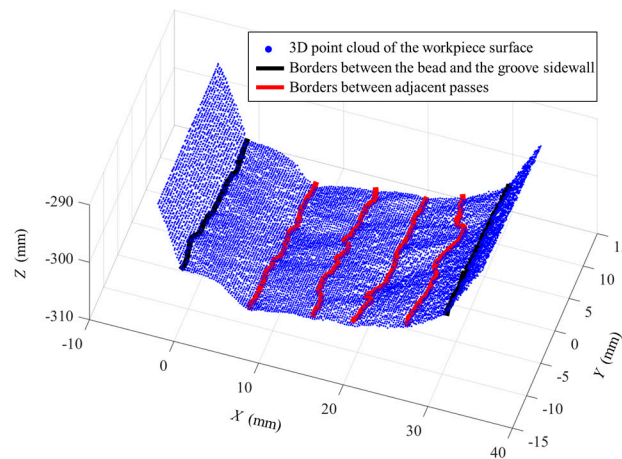 3D point cloud of the workpiece surface
Borders between the bead and the groove sidewall
Borders between adjacent passes
-290
-300
-310
Z (mm)
-10
0
10
20
30
40
X (mm)
1
10
5
0
-5
-10
-15
Y (mm)